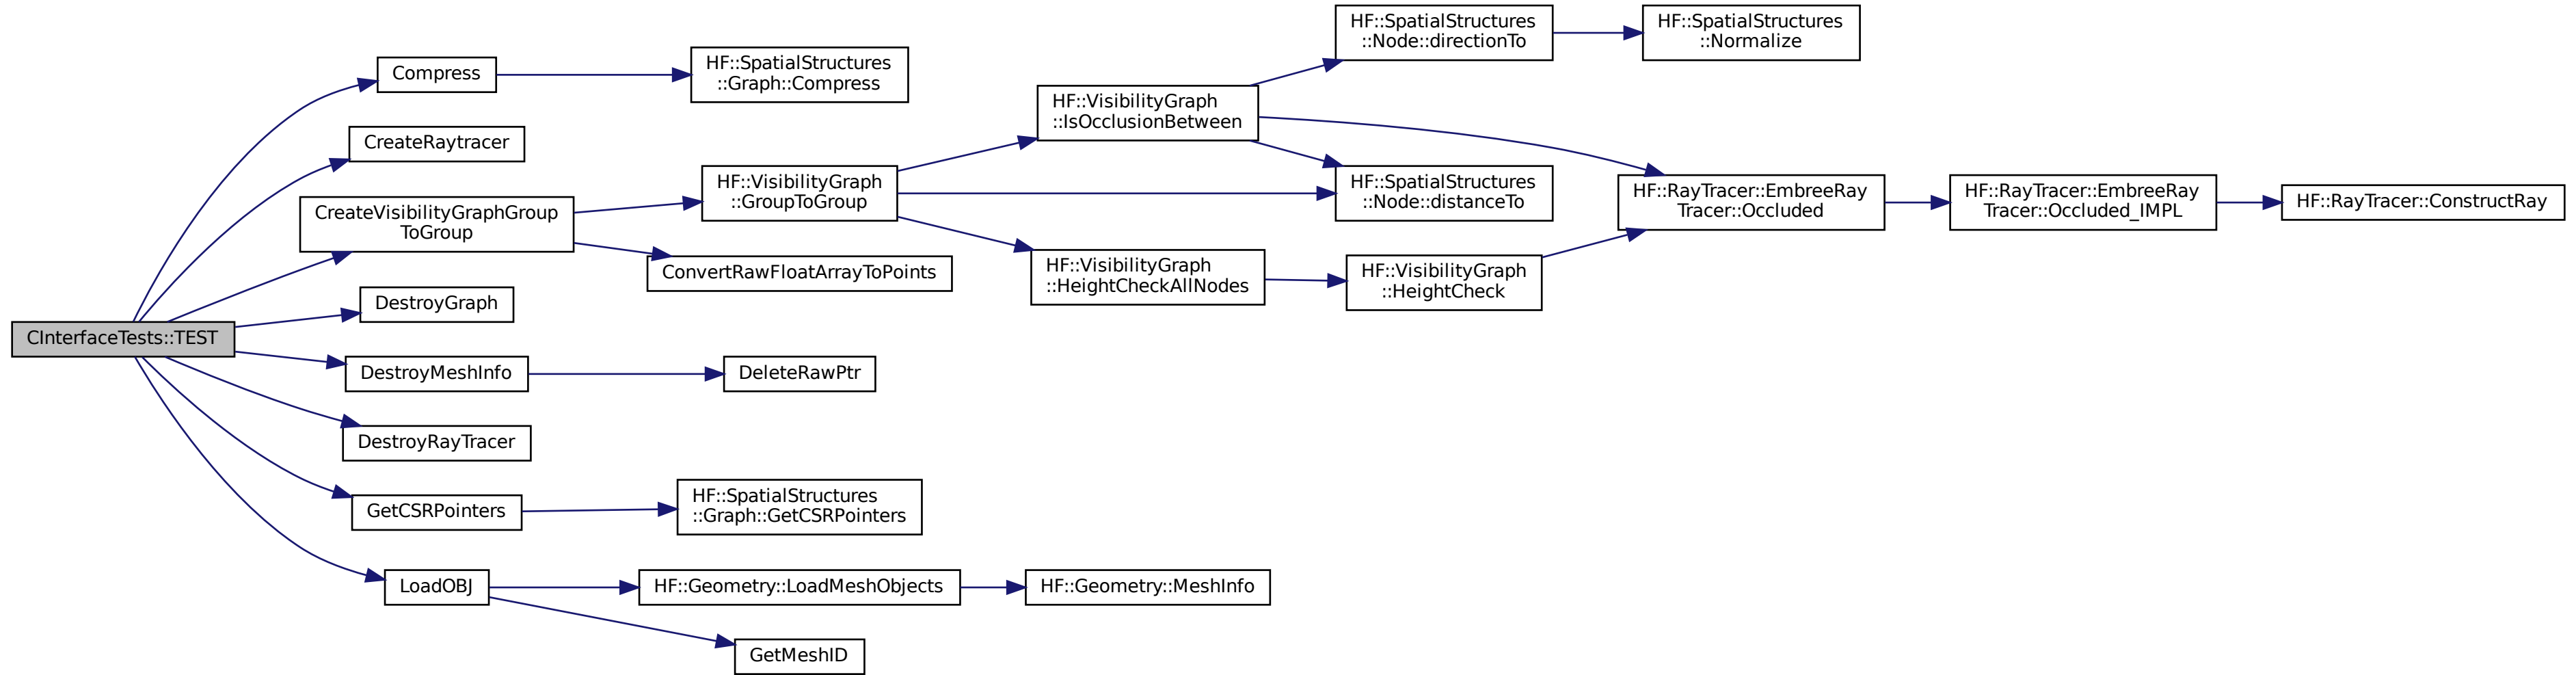 CInterfaceTests::TEST
Compress
HF::SpatialStructures
::Graph::Compress
CreateRaytracer
CreateVisibilityGraphGroup
ToGroup
HF::VisibilityGraph
::GroupToGroup
HF::VisibilityGraph
::IsOcclusionBetween
HF::SpatialStructures
::Node::directionTo
HF::SpatialStructures
::Normalize
HF::SpatialStructures
::Node::distanceTo
HF::RayTracer::EmbreeRay
Tracer::Occluded
HF::RayTracer::EmbreeRay
Tracer::Occluded_IMPL
HF::RayTracer::ConstructRay
HF::VisibilityGraph
::HeightCheckAllNodes
HF::VisibilityGraph
::HeightCheck
ConvertRawFloatArrayToPoints
DestroyGraph
DestroyMeshInfo
DeleteRawPtr
DestroyRayTracer
GetCSRPointers
HF::SpatialStructures
::Graph::GetCSRPointers
LoadOBJ
HF::Geometry::LoadMeshObjects
HF::Geometry::MeshInfo
GetMeshID